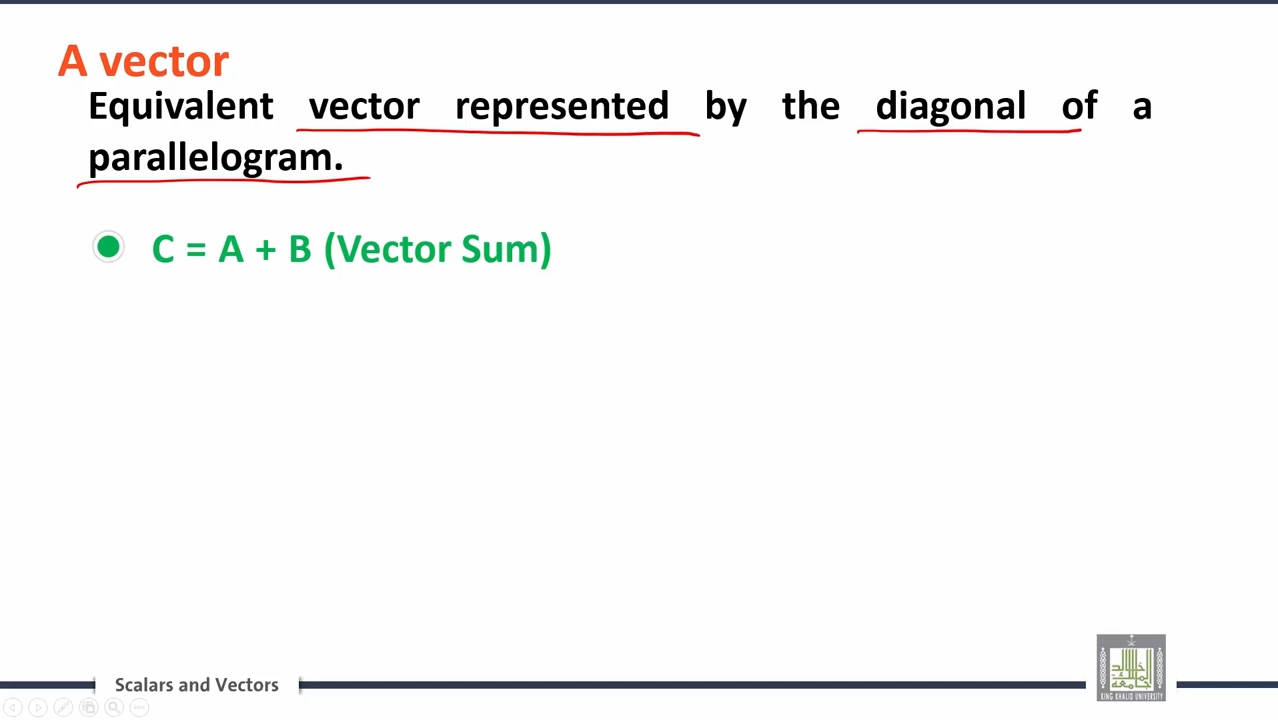 A vector
Equivalent vector represented by the diagonal of a
parallelogram.
C = A + B (Vector Sum)
Scalars and Vectors
KING KHALID UNIVERSITY